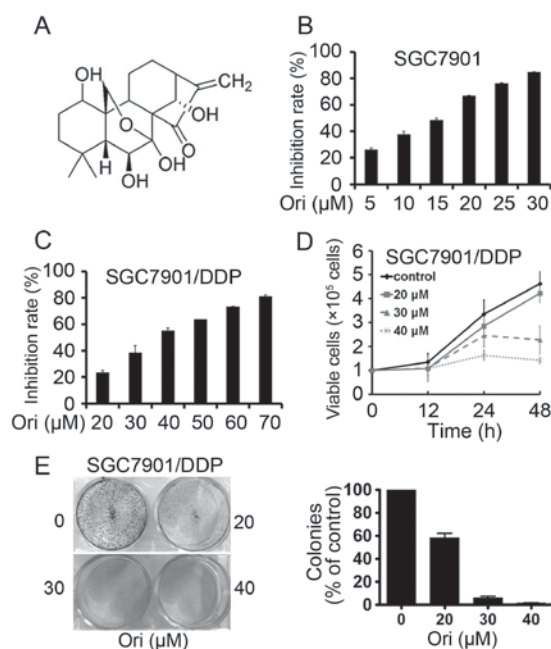 A
OH
CH₂
OH
O
O
H
OH
OH
B
SGC7901
Inhibition rate (%)
100
80
60
40
20
0
Ori (µM) 5 10 15 20 25 30
C
SGC7901/DDP
Inhibition rate (%)
100
80
60
40
20
0
Ori (µM) 20 30 40 50 60 70
D
SGC7901/DDP
control
20 µM
30 µM
40 µM
Viable cells (×10⁵ cells)
6
5
4
3
2
1
0
0 12 24 48
Time (h)
E
SGC7901/DDP
0 20
30 40
Ori (µM)
Colonies
(% of control)
100
80
60
40
20
0
0 20 30 40
Ori (µM)